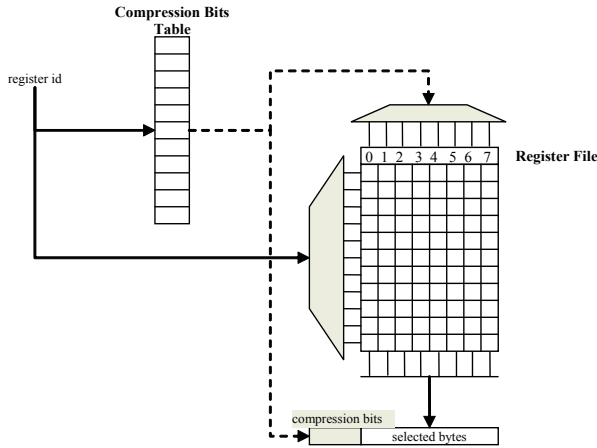 Compression Bits
Table
register id
0 1 2 3 4 5 6 7
Register File
compression bits
selected bytes